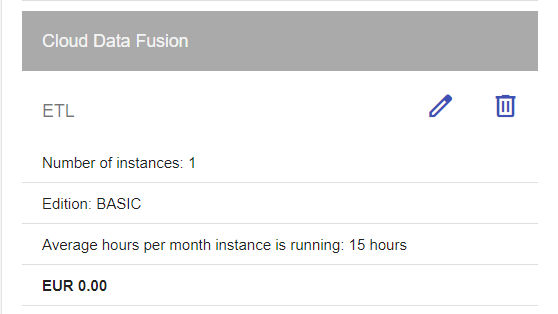 Cloud Data Fusion
ETL
Number of instances: 1
Edition: BASIC
Average hours per month instance is running: 15 hours
EUR 0.00